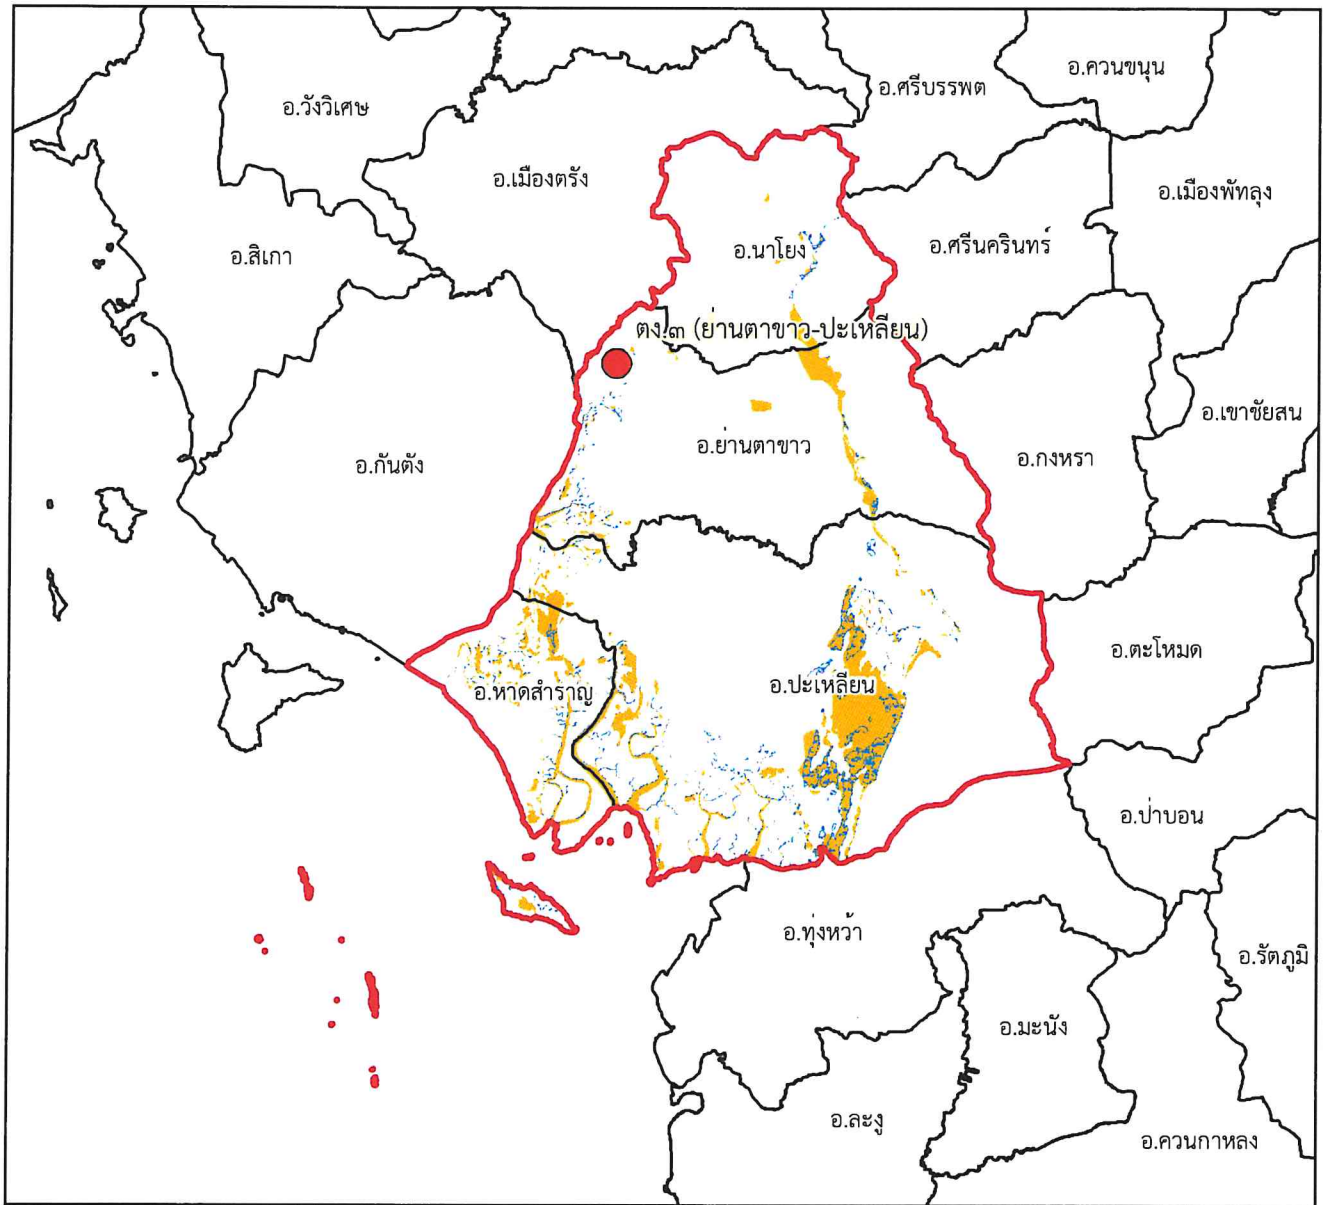 อ.ควนขนุน
อ.ศรีบรรพต
อ.วังวิเศษ
อ.เมืองตรัง
อ.เมืองพัทลุง
อ.สิเกา
อ.นาโยง
อ.ศรีนครินทร์
ตง.๓ (ย่านตาขาว-ปะเหลียน)
อ.เขาชัยสน
อ.กันตัง
อ.ย่านตาขาว
อ.กงหรา
อ.ตะโหมด
อ.หาดสำราญ
อ.ปะเหลียน
อ.ป่าบอน
อ.ทุ่งหว้า
อ.รัตภูมิ
อ.มะนัง
อ.ละงู
อ.ควนกาหลง